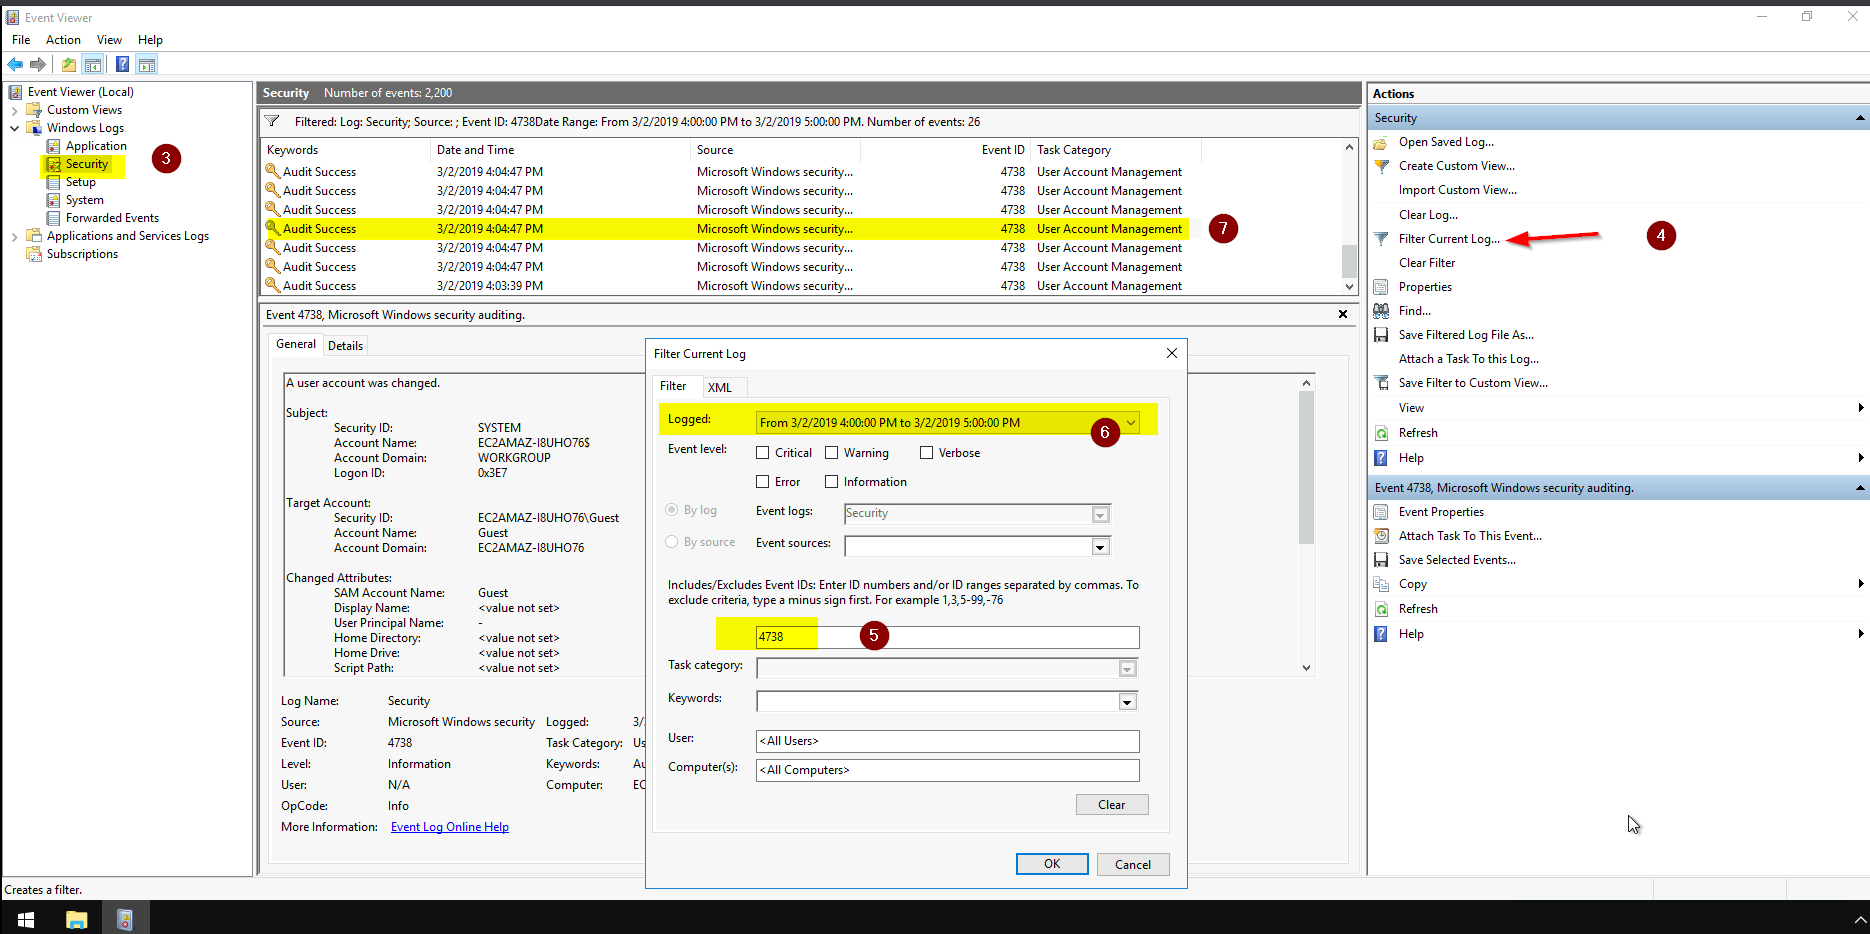 Event Viewer
File Action View Help
Event Viewer (Local)
Custom Views
Windows Logs
Application
Security
Setup
System
Forwarded Events
Applications and Services Logs
Subscriptions
3
Security Number of events: 2,200
Filtered: Log: Security; Source: ; Event ID: 4738Date Range: From 3/2/2019 4:00:00 PM to 3/2/2019 5:00:00 PM. Number of events: 26
Keywords Date and Time Source Event ID Task Category
Audit Success 3/2/2019 4:04:47 PM Microsoft Windows security... 4738 User Account Management
Audit Success 3/2/2019 4:04:47 PM Microsoft Windows security... 4738 User Account Management
Audit Success 3/2/2019 4:04:47 PM Microsoft Windows security... 4738 User Account Management
Audit Success 3/2/2019 4:04:47 PM Microsoft Windows security... 4738 User Account Management
7
Audit Success 3/2/2019 4:04:47 PM Microsoft Windows security... 4738 User Account Management
Audit Success 3/2/2019 4:04:47 PM Microsoft Windows security... 4738 User Account Management
Audit Success 3/2/2019 4:03:39 PM Microsoft Windows security... 4738 User Account Management
Event 4738, Microsoft Windows security auditing.
General Details
A user account was changed.
Subject:
Security ID: SYSTEM
Account Name: EC2AMAZ-I8UHO76$
Account Domain: WORKGROUP
Logon ID: 0x3E7
Target Account:
Security ID: EC2AMAZ-I8UHO76\Guest
Account Name: Guest
Account Domain: EC2AMAZ-I8UHO76
Changed Attributes:
SAM Account Name: Guest
Display Name: <value not set>
User Principal Name: -
Home Directory: <value not set>
Home Drive: <value not set>
Script Path: <value not set>
Log Name: Security
Source: Microsoft Windows security Logged: 3/
Event ID: 4738 Task Category: Us
Level: Information Keywords: Au
User: N/A Computer: EC
OpCode: Info
More Information: Event Log Online Help
Filter Current Log
Filter XML
Logged: From 3/2/2019 4:00:00 PM to 3/2/2019 5:00:00 PM
6
Event level: Critical Warning Verbose
Error Information
By log Event logs: Security
By source Event sources:
Includes/Excludes Event IDs: Enter ID numbers and/or ID ranges separated by commas. To
exclude criteria, type a minus sign first. For example 1,3,5-99,-76
4738 5
Task category:
Keywords:
User: <All Users>
Computer(s): <All Computers>
Clear
OK Cancel
Actions
Security
Open Saved Log...
Create Custom View...
Import Custom View...
Clear Log...
Filter Current Log...
4
Clear Filter
Properties
Find...
Save Filtered Log File As...
Attach a Task To this Log...
Save Filter to Custom View...
View
Refresh
Help
Event 4738, Microsoft Windows security auditing.
Event Properties
Attach Task To This Event...
Save Selected Events...
Copy
Refresh
Help
Creates a filter.